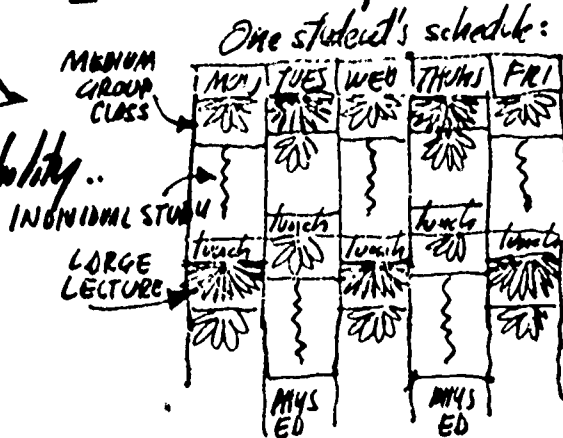 One student's schedule:
MEDIUM
GROUP
CLASS
MON, TUES WED THURS FRI
INDIVIDUAL STUDY
lunch lunch lunch lunch lunch
LARGE
LECTURE
PHYS
ED
PHYS
ED